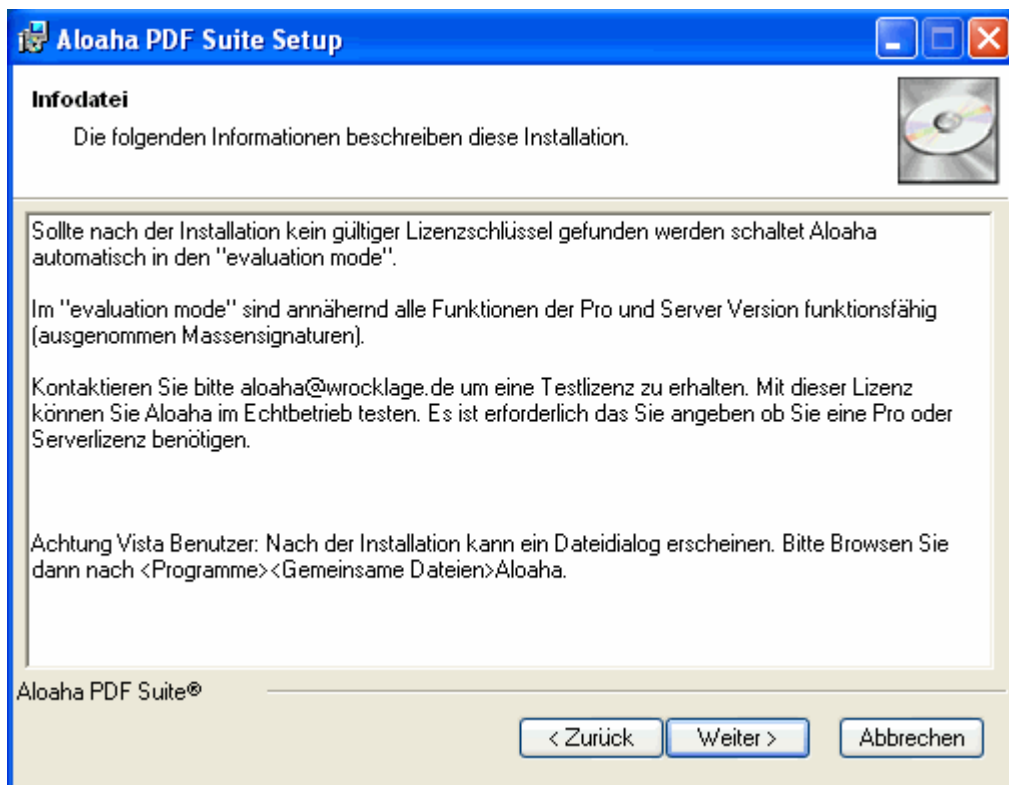 Aloaha PDF Suite Setup
Infodatei
Die folgenden Informationen beschreiben diese Installation.
Sollte nach der Installation kein gültiger Lizenzschlüssel gefunden werden schaltet Aloaha
automatisch in den "evaluation mode".
Im "evaluation mode" sind annähernd alle Funktionen der Pro und Server Version funktionsfähig
(ausgenommen Massensignaturen).
Kontaktieren Sie bitte aloaha@wrocklage.de um eine Testlizenz zu erhalten. Mit dieser Lizenz
können Sie Aloaha im Echtbetrieb testen. Es ist erforderlich das Sie angeben ob Sie eine Pro oder
Serverlizenz benötigen.
Achtung Vista Benutzer: Nach der Installation kann ein Dateidialog erscheinen. Bitte Browsen Sie
dann nach <Programme><Gemeinsame Dateien>Aloaha.
Aloaha PDF Suite®
< Zurück Weiter > Abbrechen